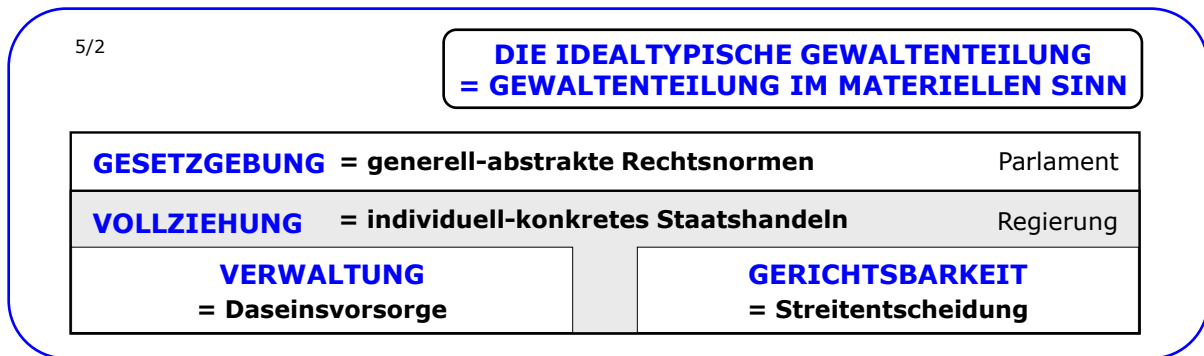 5/2
DIE IDEALTYPISCHE GEWALTENTEILUNG
= GEWALTENTEILUNG IM MATERIELLEN SINN
GESETZGEBUNG = generell-abstrakte Rechtsnormen Parlament
VOLLZIEHUNG = individuell-konkretes Staatshandeln Regierung
VERWALTUNG
= Daseinsvorsorge
GERICHTSBARKEIT
= Streitentscheidung